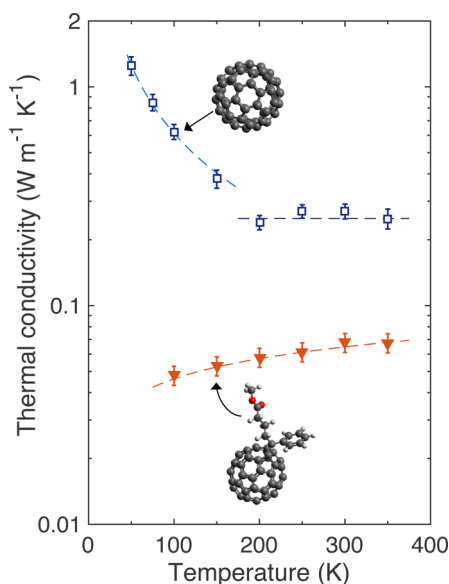 2
1
0.1
0.01
Thermal conductivity (W m⁻¹ K⁻¹)
0 100 200 300 400
Temperature (K)